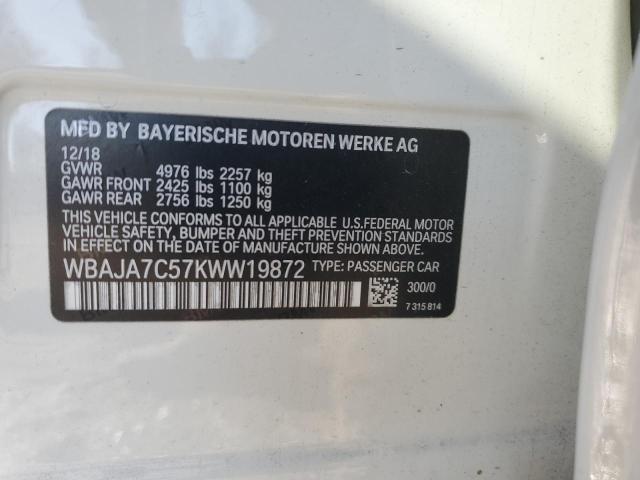 MFD BY BAYERISCHE MOTOREN WERKE AG
12/18
GVWR 4976 lbs 2257 kg
GAWR FRONT 2425 lbs 1100 kg
GAWR REAR 2756 lbs 1250 kg
THIS VEHICLE CONFORMS TO ALL APPLICABLE U.S.FEDERAL MOTOR
VEHICLE SAFETY, BUMPER, AND THEFT PREVENTION STANDARDS
IN EFFECT ON THE DATE OF MANUFACTURE SHOWN ABOVE.
WBAJA7C57KWW19872 TYPE: PASSENGER CAR
300/0
7 315 814